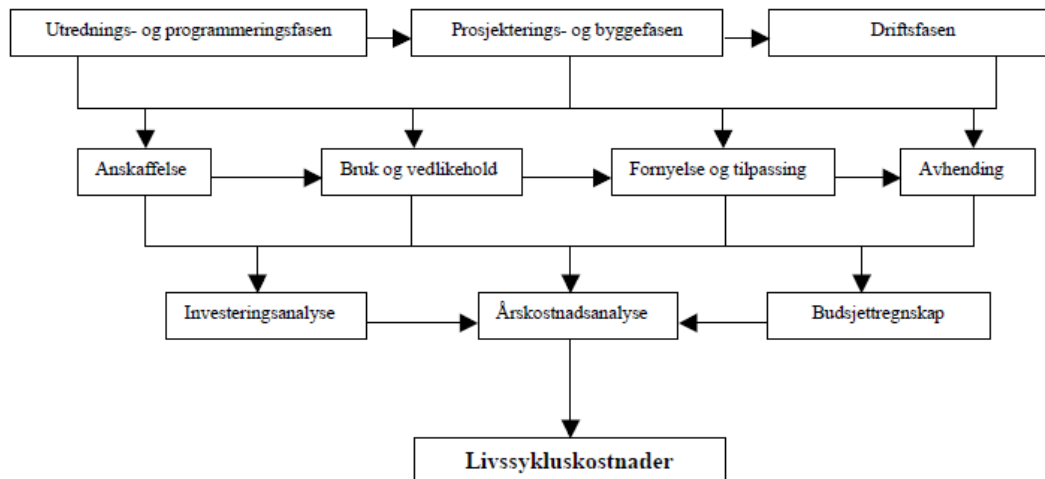 Utrednings- og programmeringsfasen
Prosjekterings- og byggefasen
Driftsfasen
Anskaffelse
Bruk og vedlikehold
Fornyelse og tilpassing
Avhending
Investeringsanalyse
Årskostnadsanalyse
Budsjettregnskap
Livssykluskostnader